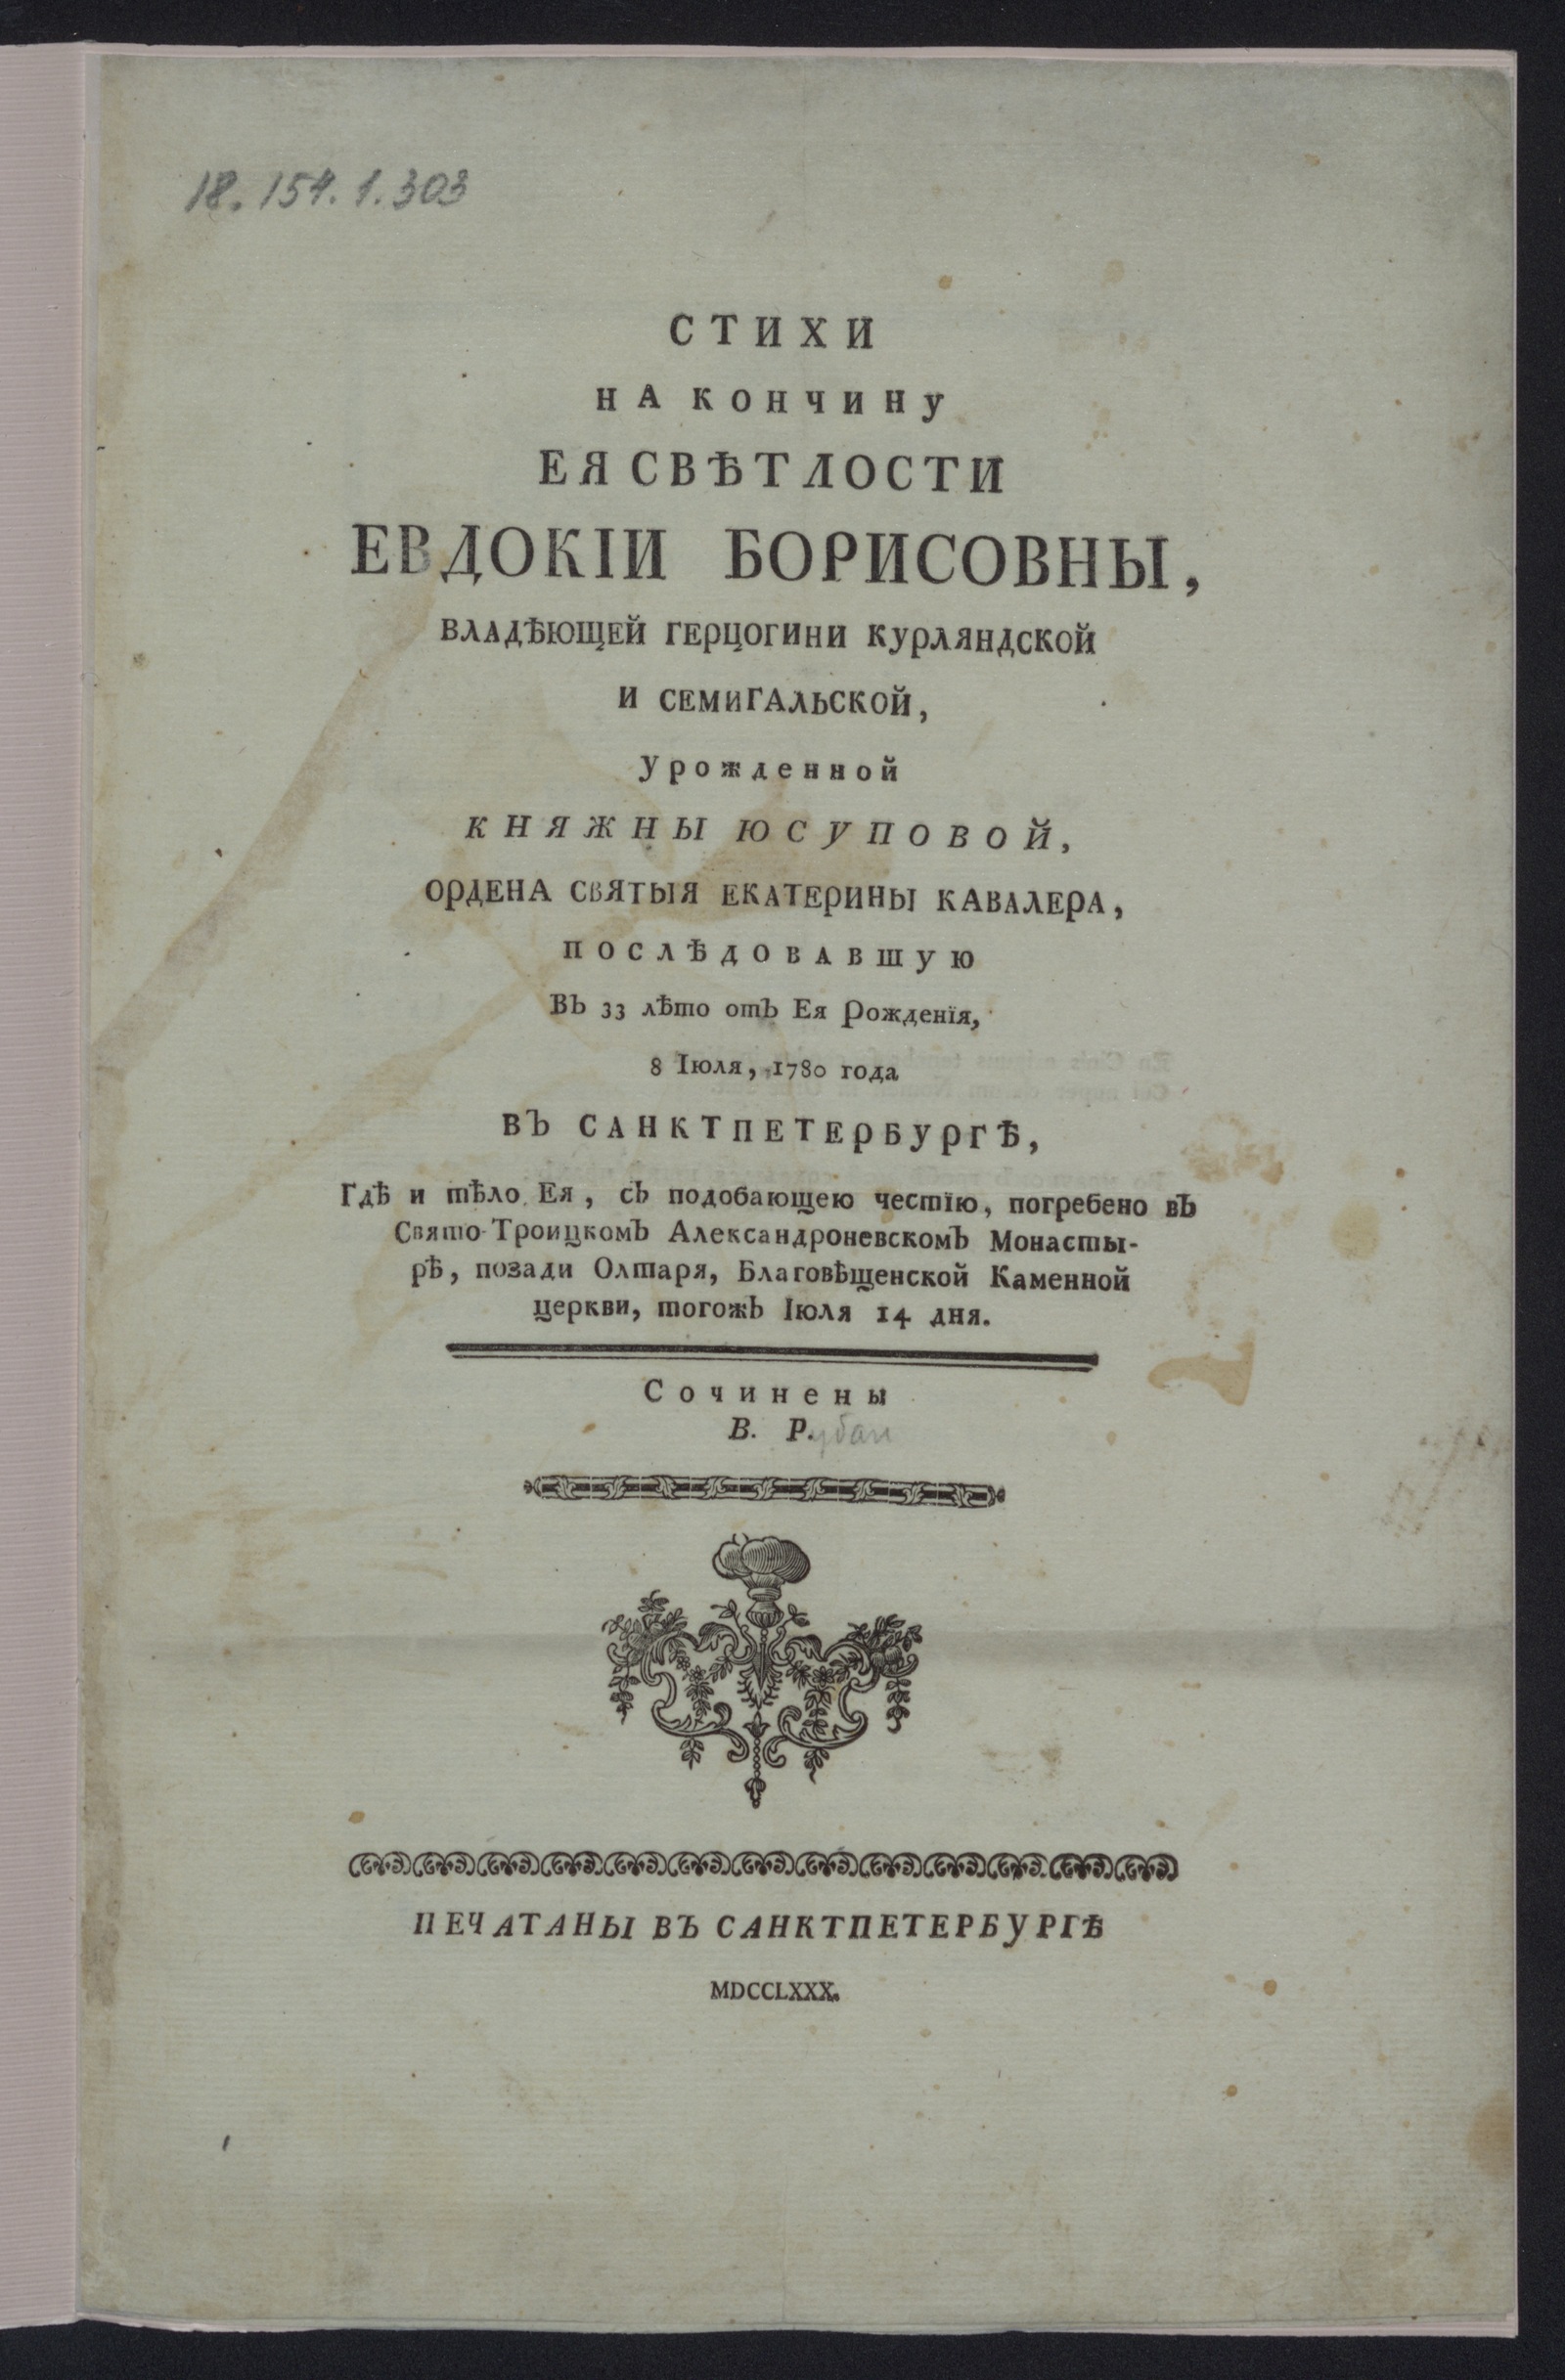 18.154.1.303
СТИХИ
НА КОНЧИНУ
ЕЯ СВѢТЛОСТИ
ЕВДОКІИ БОРИСОВНЫ,
ВЛАДѢЮЩЕЙ ГЕРЦОГИНИ КУРЛЯНДСКОЙ
И СЕМИГАЛЬСКОЙ,
Урожденной
КНЯЖНЫ ЮСУПОВОЙ,
ОРДЕНА СВЯТЫЯ ЕКАТЕРИНЫ КАВАЛЕРА,
ПОСЛѢДОВАВШУЮ
Въ 33 лѣто отъ Ея Рожденїя,
8 Іюля, 1780 года
ВЪ САНКТПЕТЕРБУРГѢ,
Гдѣ и тѣло Ея, съ подобающею честїю, погребено въ
Свято-Троицкомъ Александроневскомъ Монасты-
рѣ, позади Олтаря, Благовѣщенской Каменной
церкви, тогожъ Іюля 14 дня.
Сочинены
В. Р.убан
ПЕЧАТАНЫ ВЪ САНКТПЕТЕРБУРГѢ
MDCCLXXX.